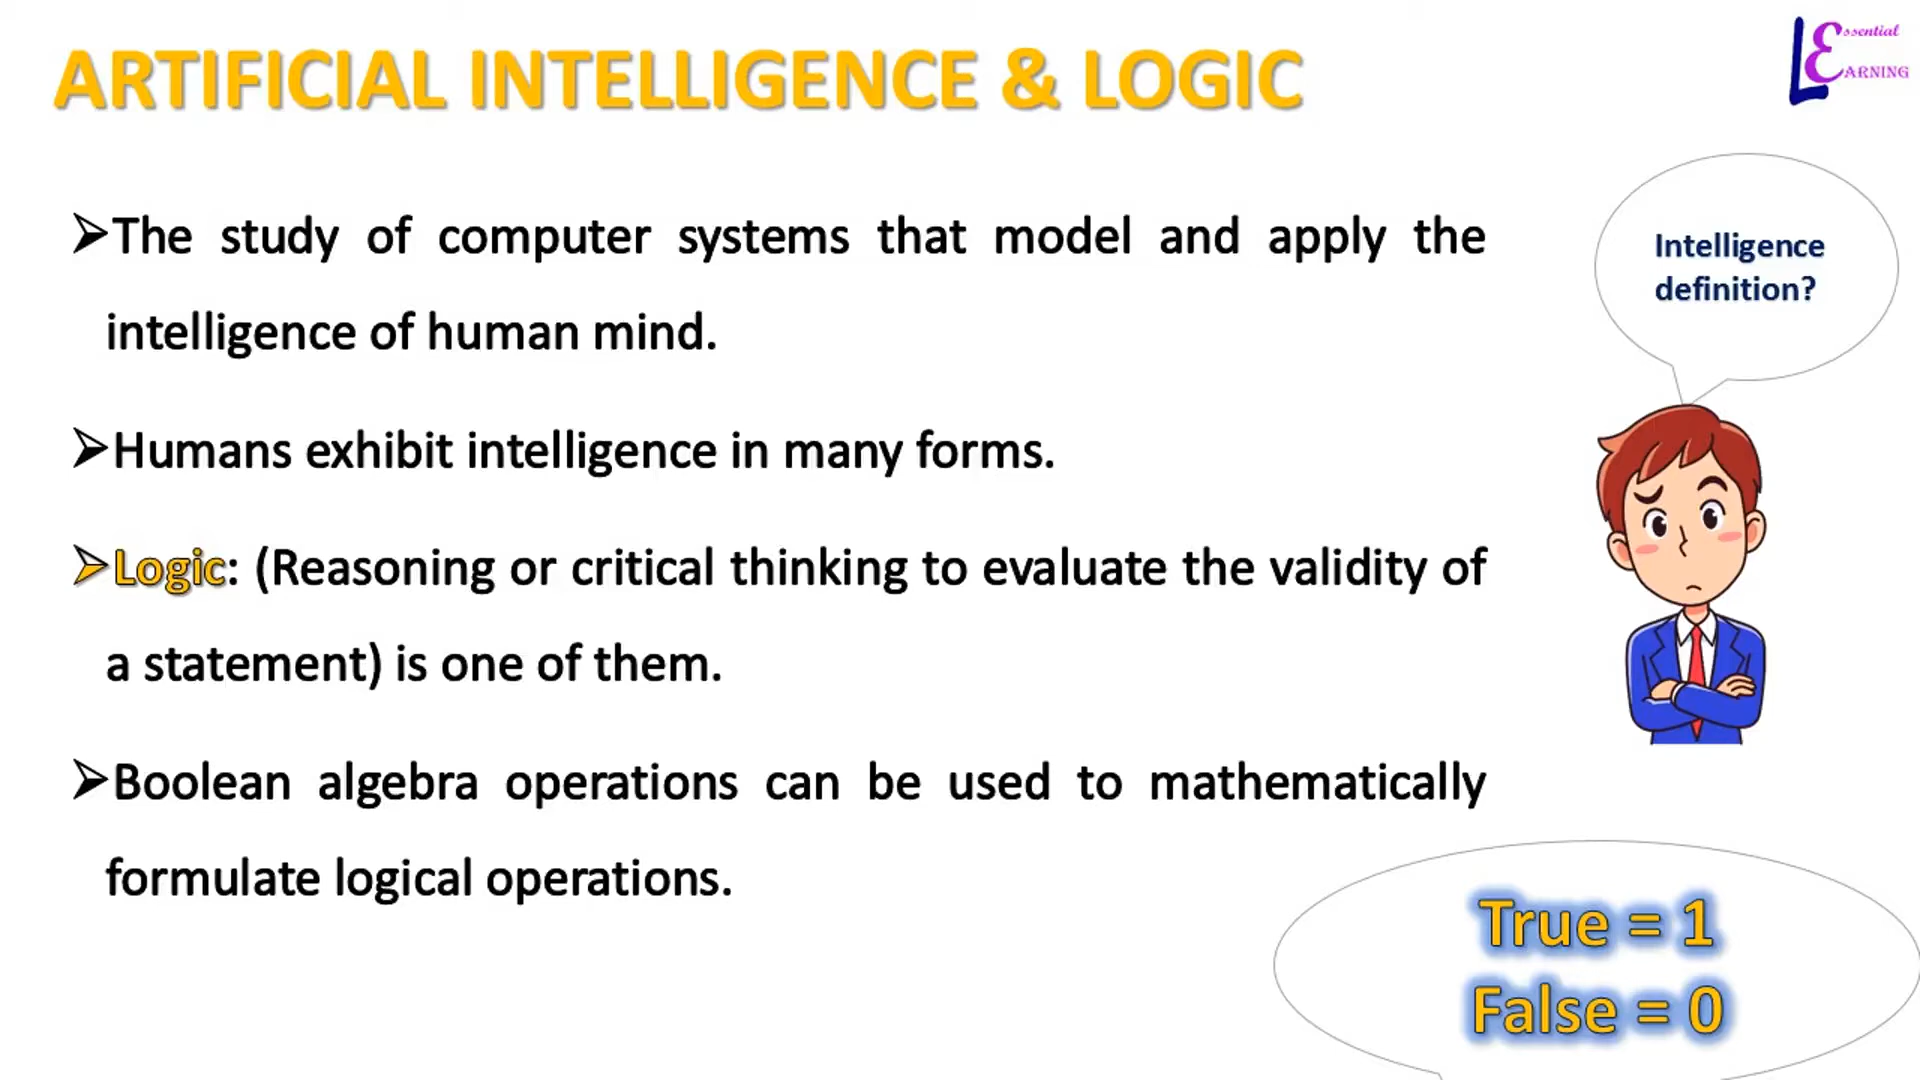 ARTIFICIAL INTELLIGENCE & LOGIC
Essential
LEARNING
➢The study of computer systems that model and apply the
intelligence of human mind.
➢Humans exhibit intelligence in many forms.
➢Logic: (Reasoning or critical thinking to evaluate the validity of
a statement) is one of them.
➢Boolean algebra operations can be used to mathematically
formulate logical operations.
Intelligence
definition?
True = 1
False = 0